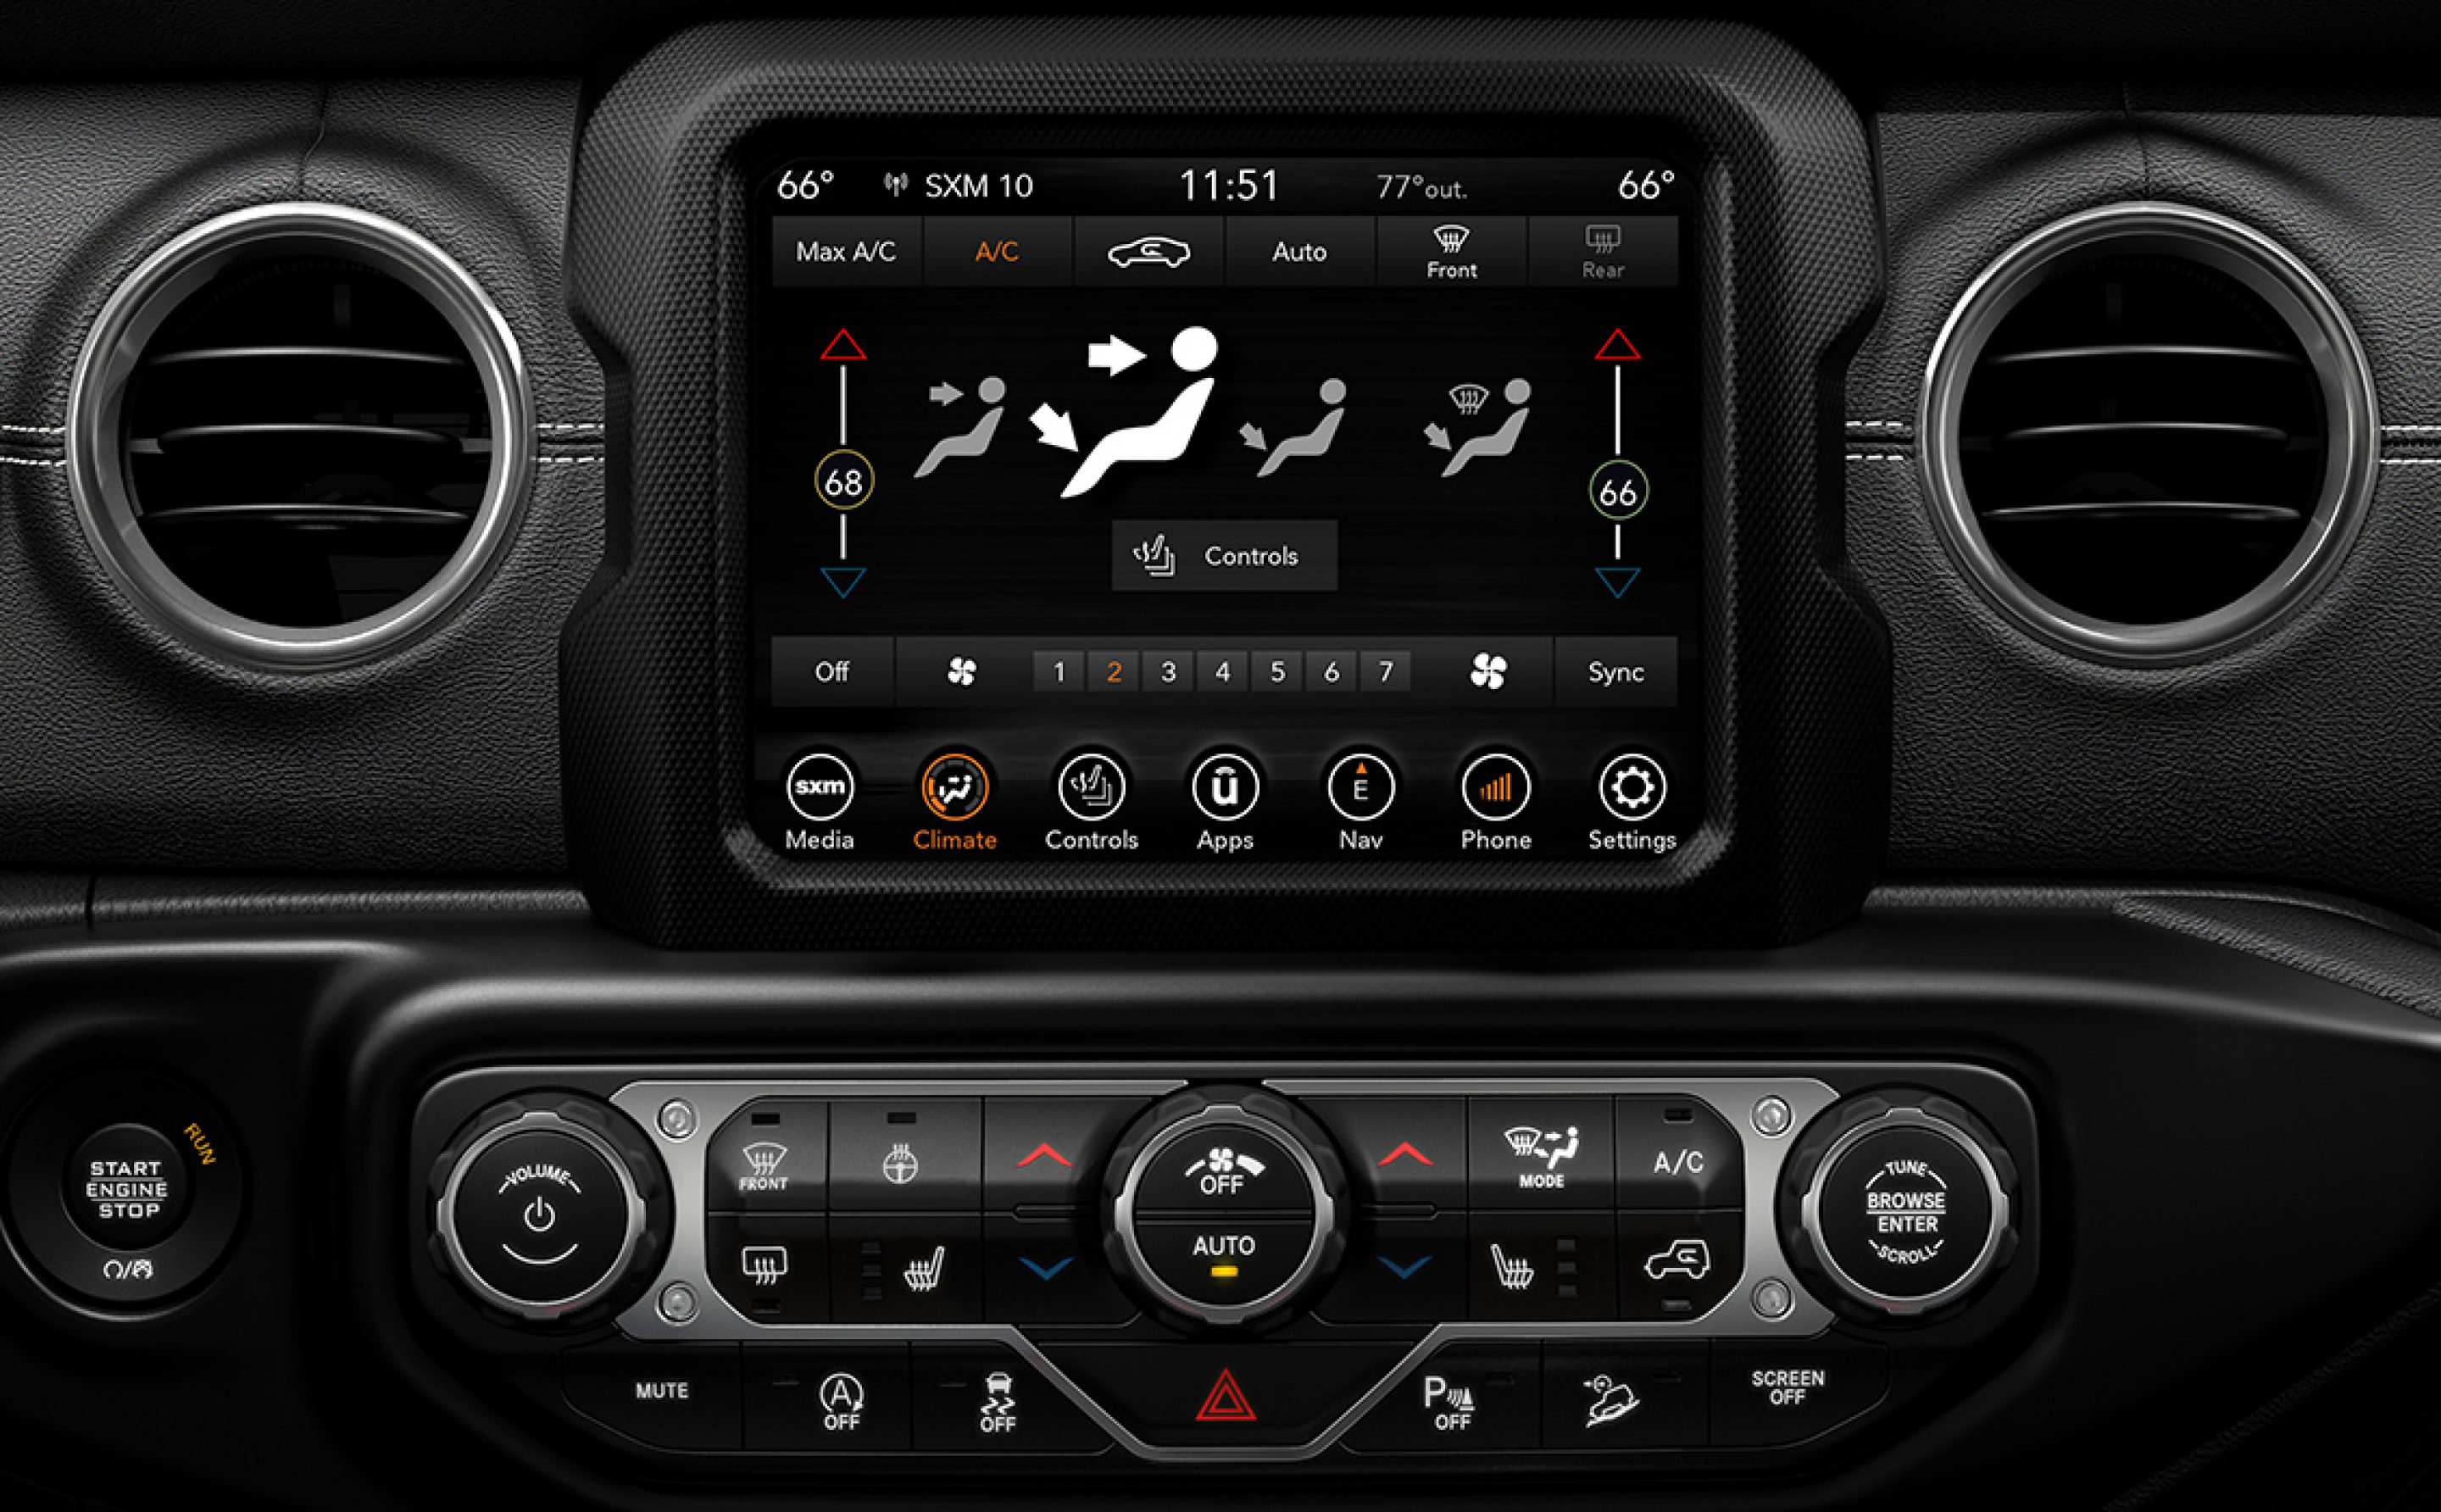 66° SXM 10 11:51 77° out. 66°
Max A/C A/C Auto Front Rear
68 66
Controls
Off 1 2 3 4 5 6 7 Sync
sxm ū E
Media Climate Controls Apps Nav Phone Settings
START
ENGINE
STOP
RUN
VOLUME
FRONT
OFF
AUTO
MODE
A/C
TUNE
BROWSE
ENTER
SCROLL
MUTE
A
OFF
OFF
P
OFF
SCREEN
OFF